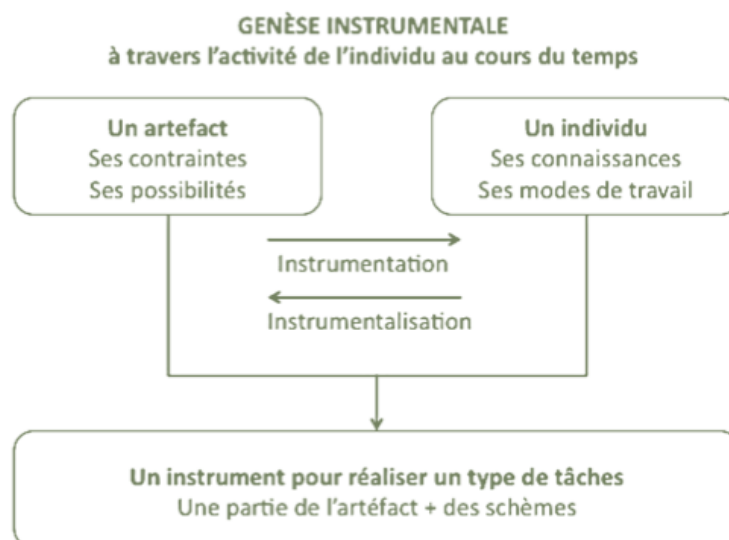 GENÈSE INSTRUMENTALE
à travers l'activité de l'individu au cours du temps
Un artefact
Ses contraintes
Ses possibilités
Un individu
Ses connaissances
Ses modes de travail
Instrumentation
Instrumentalisation
Un instrument pour réaliser un type de tâches
Une partie de l'artéfact + des schèmes